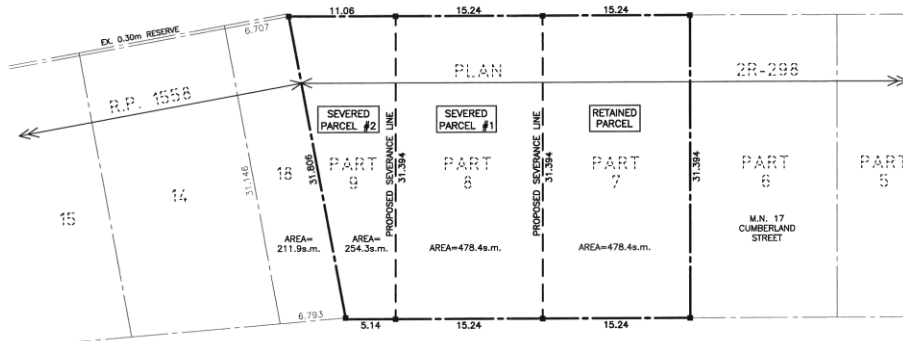 11.06
15.24
15.24
EX. 0.30m RESERVE
6.707
PLAN
2R-298
R.P. 1558
SEVERED
PARCEL #2
SEVERED
PARCEL #1
RETAINED
PARCEL
PROPOSED SEVERANCE LINE
PROPOSED SEVERANCE LINE
31.806
31.394
31.394
31.394
31.146
15
14
18
PART
9
PART
8
PART
7
PART
6
PART
5
M.N. 17
CUMBERLAND
STREET
AREA=
211.9s.m.
AREA=
254.3s.m.
AREA=478.4s.m.
AREA=478.4s.m.
6.793
5.14
15.24
15.24